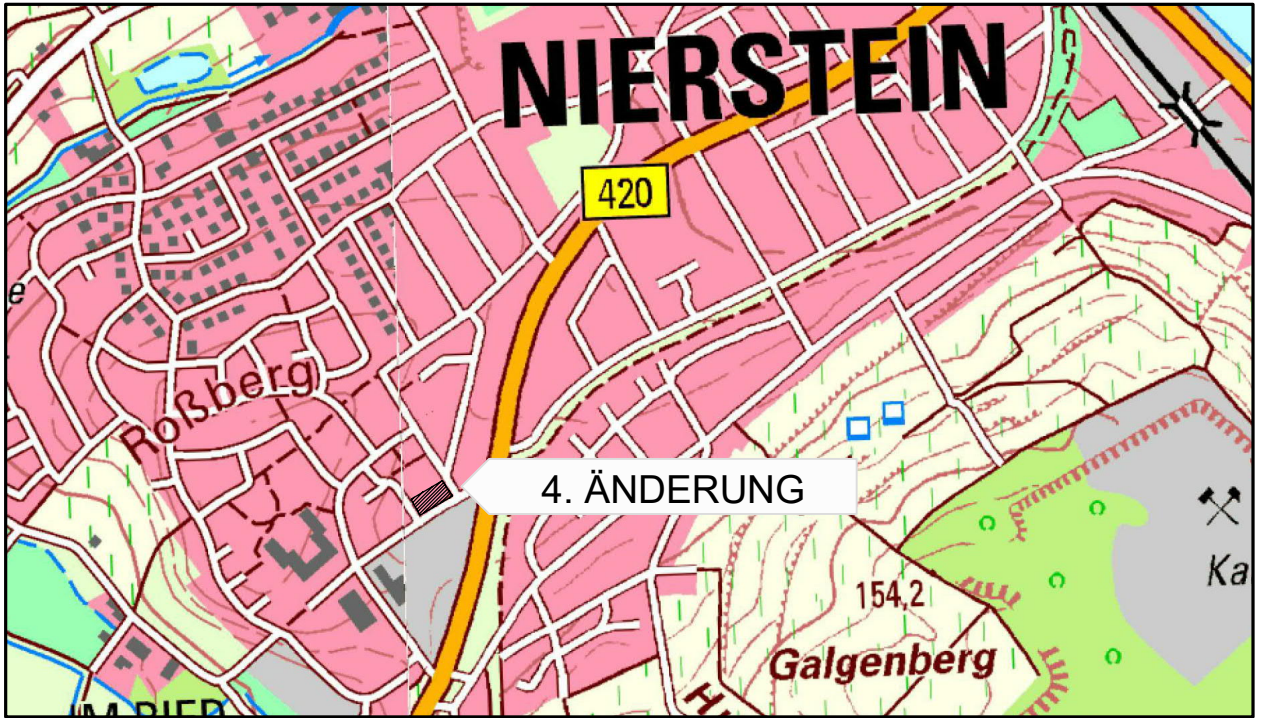 NIERSTEIN
420
e
Roßberg
4. ÄNDERUNG
Ka
154,2
Galgenberg